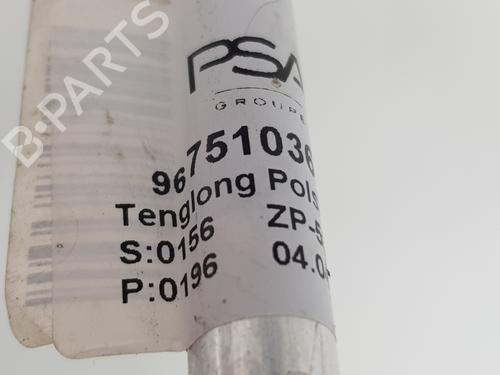 PSA
GROUPE
96751036
Tenglong Pols
S:0156 ZP-5
P:0196 04.0
B-PARTS